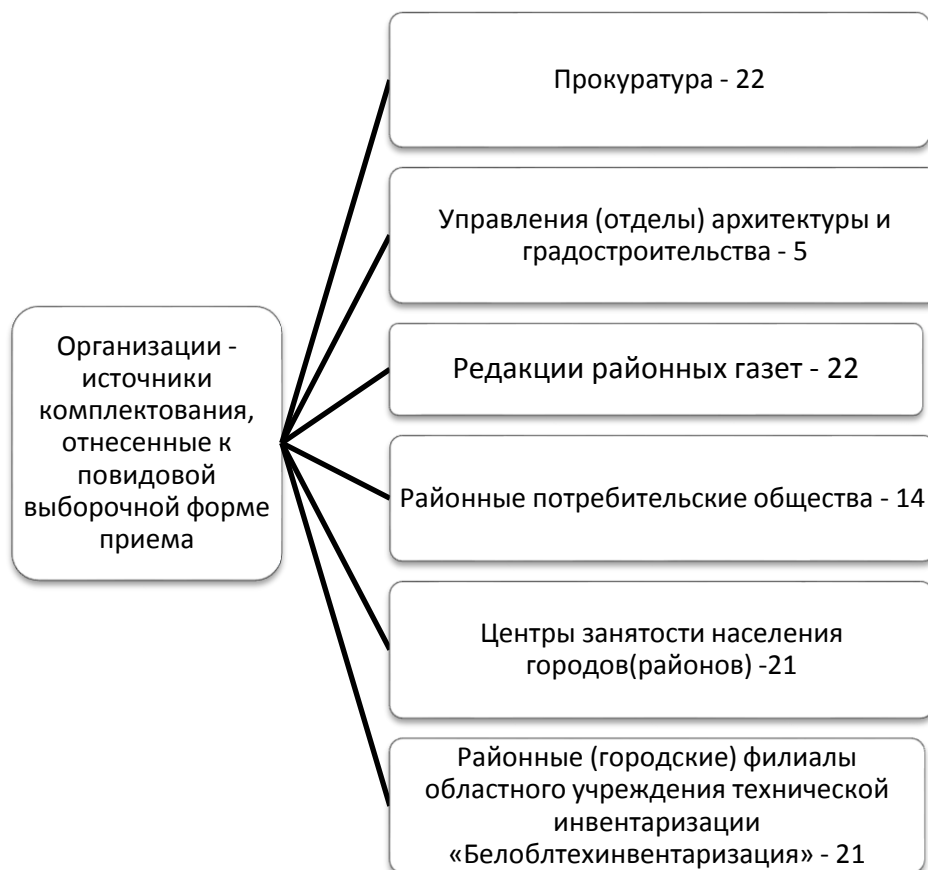 Организации -
источники
комплектования,
отнесенные к
повидовой
выборочной форме
приема
Прокуратура - 22
Управления (отделы) архитектуры и
градостроительства - 5
Редакции районных газет - 22
Районные потребительские общества - 14
Центры занятости населения
городов(районов) -21
Районные (городские) филиалы
областного учреждения технической
инвентаризации
«Белоблтехинвентаризация» - 21